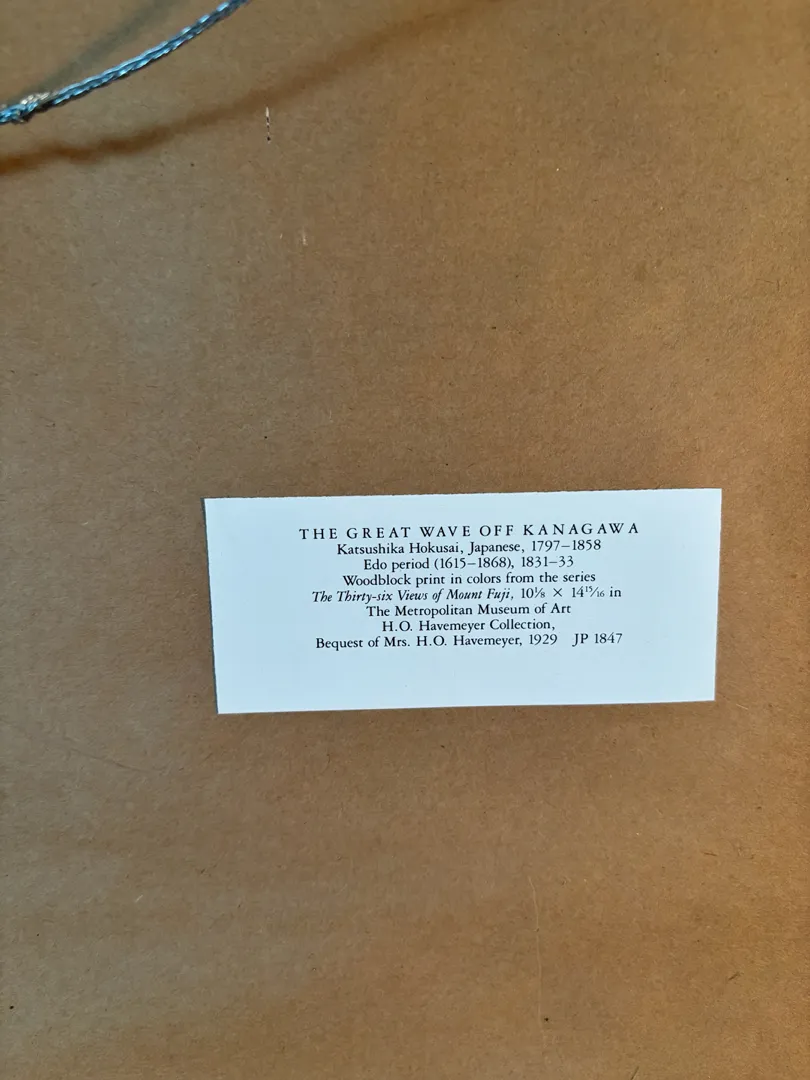 THE GREAT WAVE OFF KANAGAWA
Katsushika Hokusai, Japanese, 1797–1858
Edo period (1615–1868), 1831–33
Woodblock print in colors from the series
The Thirty-six Views of Mount Fuji, 10⅛ × 14¹⁵⁄₁₆ in
The Metropolitan Museum of Art
H.O. Havemeyer Collection,
Bequest of Mrs. H.O. Havemeyer, 1929 JP 1847